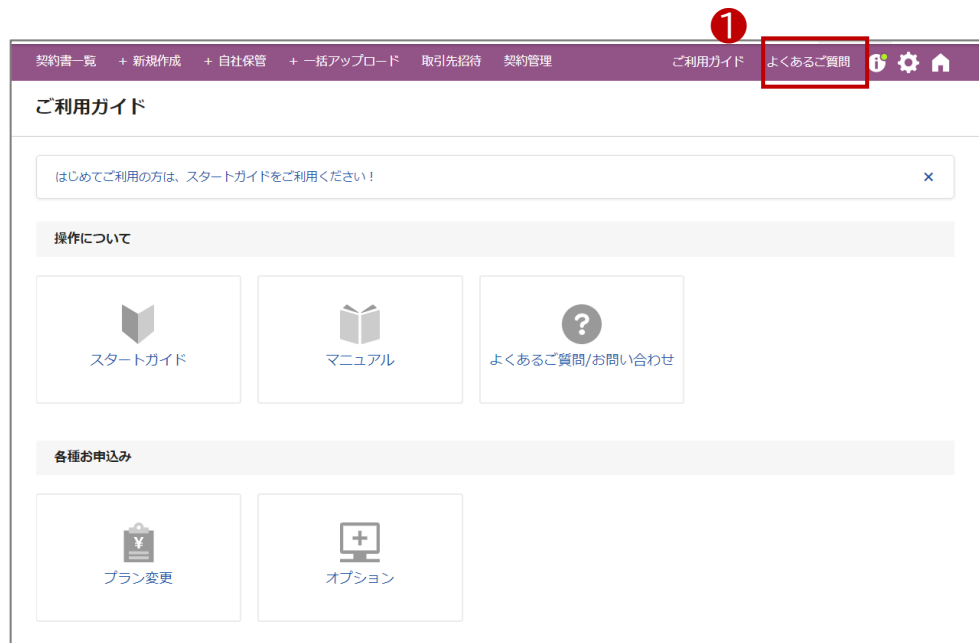 1
契約書一覧 + 新規作成 + 自社保管 + 一括アップロード 取引先招待 契約管理 ご利用ガイド よくあるご質問
ご利用ガイド
はじめてご利用の方は、スタートガイドをご利用ください！ ×
操作について
スタートガイド マニュアル ? よくあるご質問/お問い合わせ
各種お申込み
¥
プラン変更 オプション